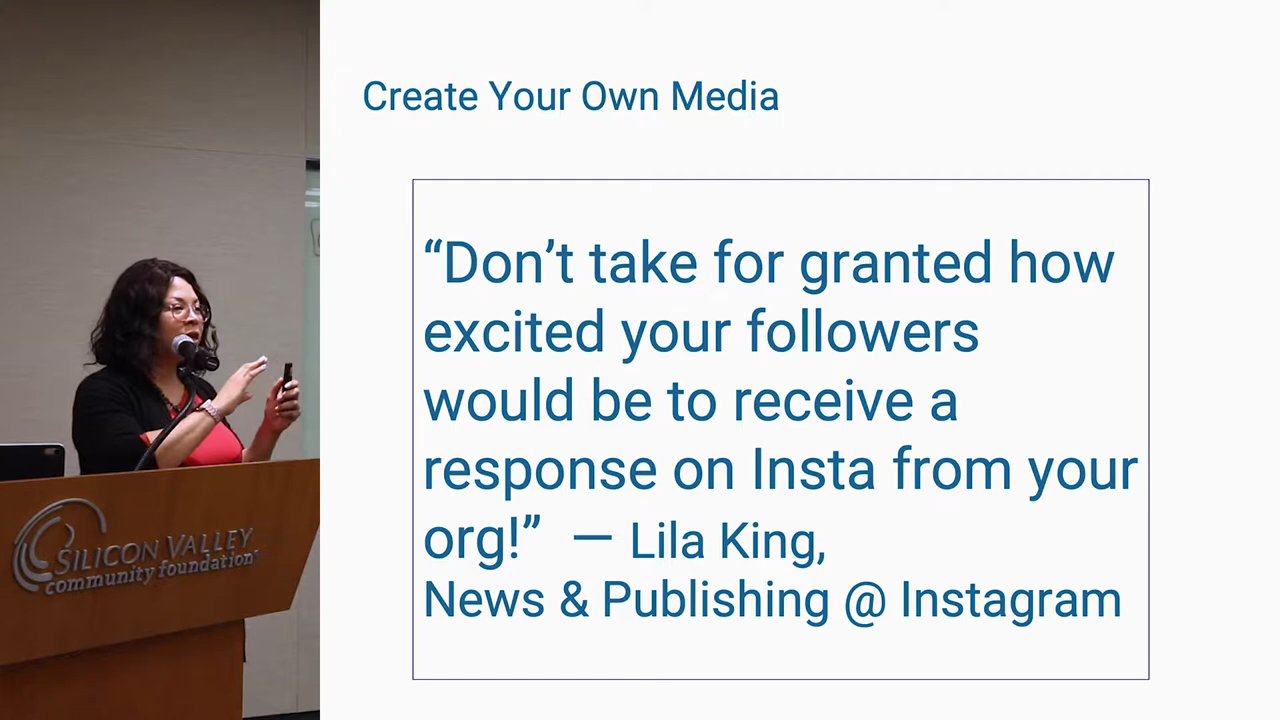 Create Your Own Media
“Don’t take for granted how
excited your followers
would be to receive a
response on Insta from your
org!” — Lila King,
News & Publishing @ Instagram
SILICON VALLEY
community foundation®